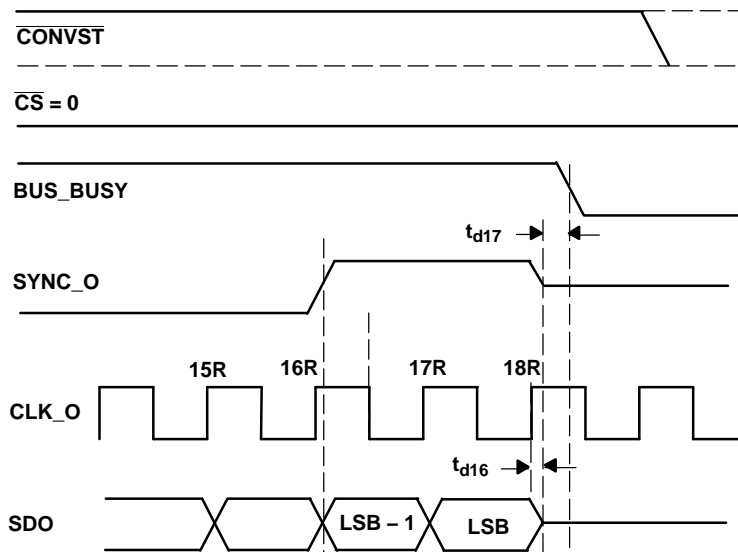 CONVST
CS = 0
BUS_BUSY
td17
SYNC_O
15R 16R 17R 18R
CLK_O
td16
SDO LSB – 1 LSB